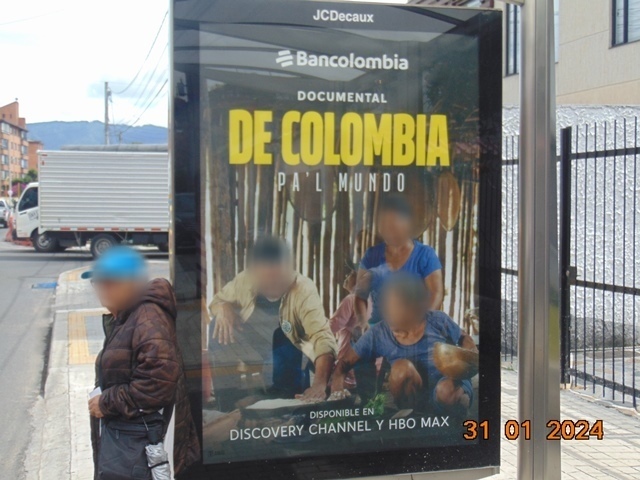 JCDecaux
Bancolombia
DOCUMENTAL
DE COLOMBIA
PA'L MUNDO
DISPONIBLE EN
DISCOVERY CHANNEL Y HBO MAX
31 01 2024